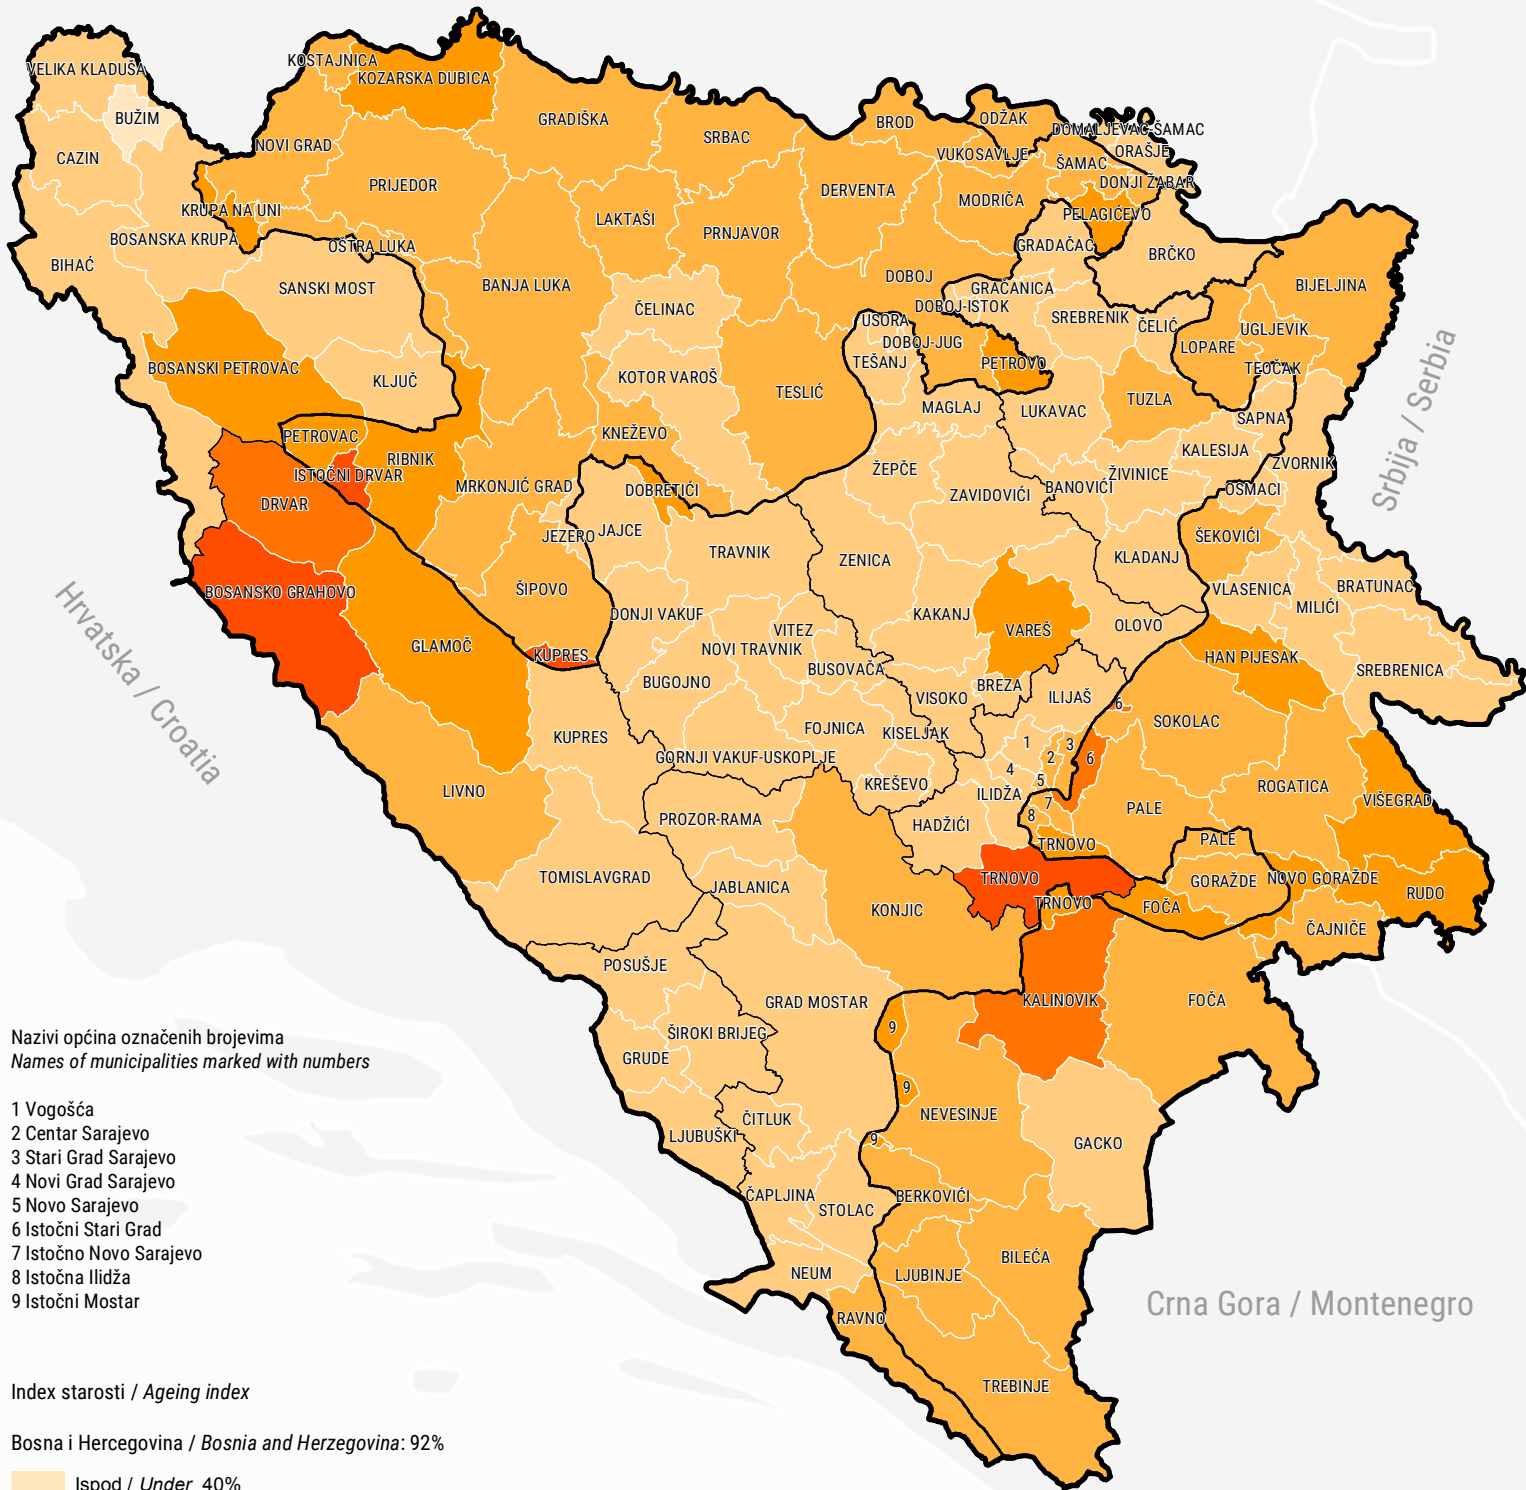 VELIKA KLADUŠA
BUŽIM
CAZIN
KOSTAJNICA
KOZARSKA DUBICA
NOVI GRAD
GRADIŠKA
SRBAC
BROD
ODŽAK
DOMALJEVAC-ŠAMAC
ORAŠJE
VUKOSAVLJE
ŠAMAC
DONJI ŽABAR
PRIJEDOR
LAKTAŠI
DERVENTA
MODRIČA
PELAGIĆEVO
KRUPA NA UNI
PRNJAVOR
BOSANSKA KRUPA
OŠTRA LUKA
GRADAČAC
BRČKO
BIHAĆ
SANSKI MOST
BANJA LUKA
DOBOJ
GRAČANICA
BIJELJINA
ČELINAC
DOBOJ-ISTOK
USORA
SREBRENIK
ČELIĆ
UGLJEVIK
LOPARE
DOBOJ-JUG
TEŠANJ
PETROVO
TEOČAK
BOSANSKI PETROVAC
KLJUČ
KOTOR VAROŠ
TESLIĆ
MAGLAJ
LUKAVAC
TUZLA
SAPNA
PETROVAC
KNEŽEVO
RIBNIK
KALESIJA
ISTOČNI DRVAR
ŽEPČE
ZVORNIK
ŽIVINICE
MRKONJIĆ GRAD
DOBRETIĆI
ZAVIDOVIĆI
BANOVIĆI
OSMACI
DRVAR
JEZERO
JAJCE
ŠEKOVIĆI
TRAVNIK
ZENICA
KLADANJ
BOSANSKO GRAHOVO
ŠIPOVO
VLASENICA
BRATUNAC
MILIĆI
DONJI VAKUF
KAKANJ
VAREŠ
OLOVO
VITEZ
GLAMOČ
KUPRES
NOVI TRAVNIK
HAN PIJESAK
BUSOVAČA
SREBRENICA
BUGOJNO
VISOKO
BREZA
ILIJAŠ
6
SOKOLAC
KUPRES
FOJNICA
KISELJAK
1
3
2
6
GORNJI VAKUF-USKOPLJE
4
5
KREŠEVO
ILIDŽA
LIVNO
ROGATICA
VIŠEGRAD
7
8
PALE
PROZOR-RAMA
HADŽIĆI
TRNOVO
PALE
TOMISLAVGRAD
JABLANICA
TRNOVO
GORAŽDE
NOVO GORAŽDE
RUDO
KONJIC
TRNOVO
FOČA
ČAJNIČE
POSUŠJE
GRAD MOSTAR
KALINOVIK
FOČA
ŠIROKI BRIJEG
9
GRUDE
9
NEVESINJE
ČITLUK
LJUBUŠKI
9
GACKO
ČAPLJINA
STOLAC
BERKOVIĆI
BILEĆA
NEUM
LJUBINJE
RAVNO
TREBINJE
Hrvatska / Croatia
Srbija / Serbia
Crna Gora / Montenegro
Nazivi općina označenih brojevima
Names of municipalities marked with numbers
1 Vogošća
2 Centar Sarajevo
3 Stari Grad Sarajevo
4 Novi Grad Sarajevo
5 Novo Sarajevo
6 Istočni Stari Grad
7 Istočno Novo Sarajevo
8 Istočna Ilidža
9 Istočni Mostar
Index starosti / Ageing index
Bosna i Hercegovina / Bosnia and Herzegovina: 92%
Ispod / Under 40%